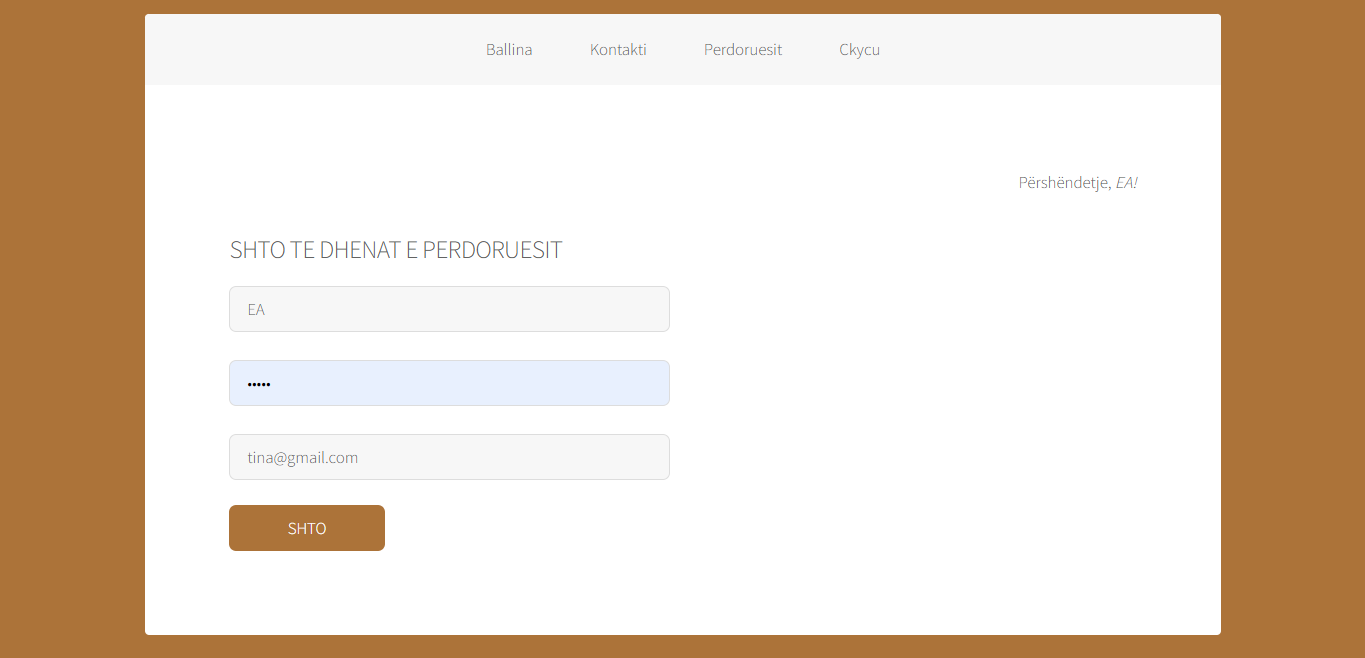 Ballina Kontakti Perdoruesit Ckycu
Përshëndetje, EA!
SHTO TE DHENAT E PERDORUESIT
EA
•••••
tina@gmail.com
SHTO